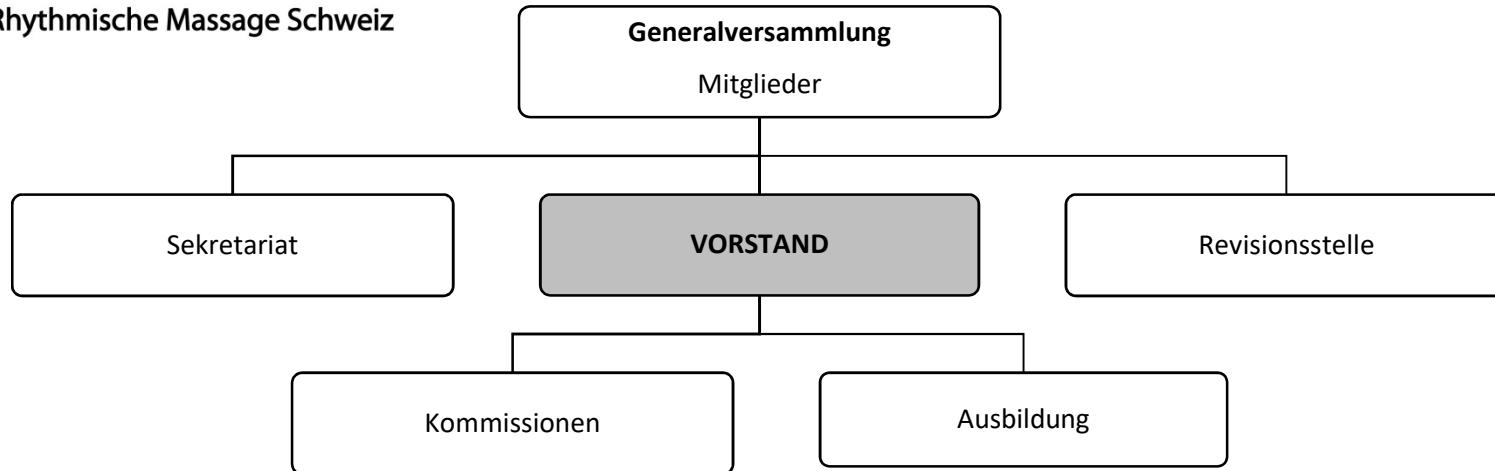 Rhythmische Massage Schweiz
Generalversammlung
Mitglieder
Sekretariat
VORSTAND
Revisionsstelle
Kommissionen
Ausbildung